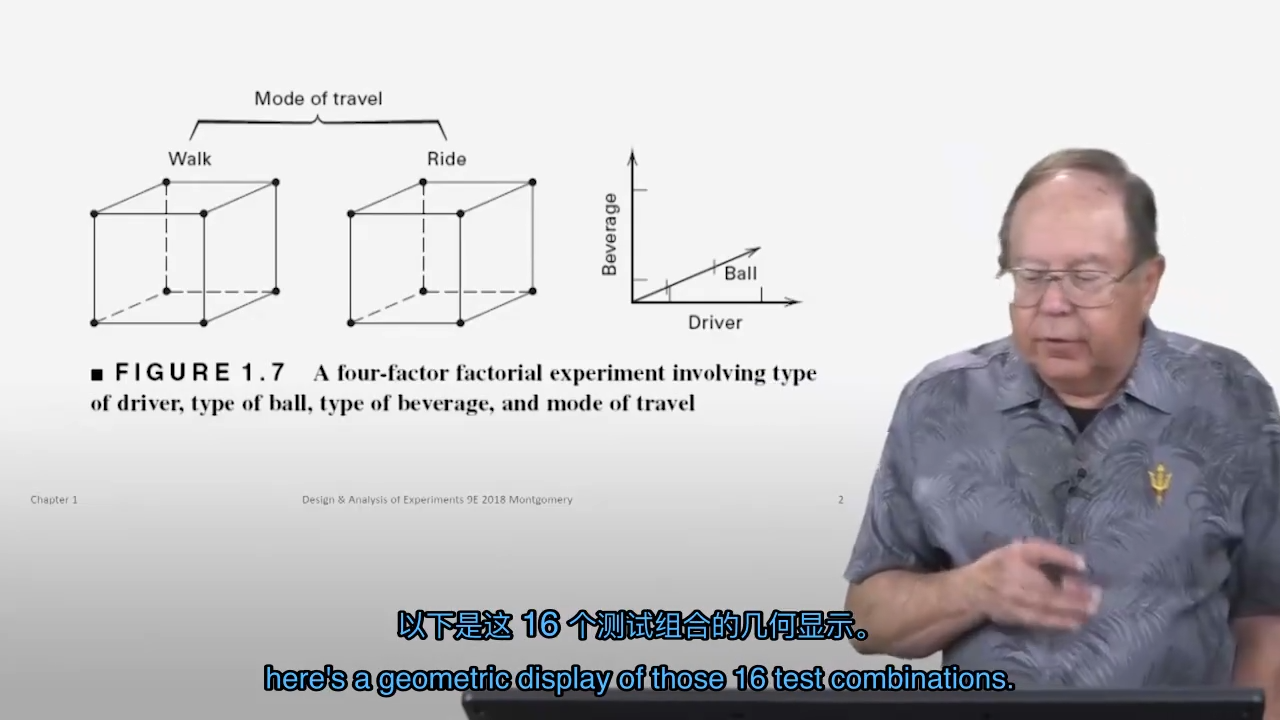 Mode of travel
Walk
Ride
Beverage
Ball
Driver
■ FIGURE 1.7 A four-factor factorial experiment involving type
of driver, type of ball, type of beverage, and mode of travel
Chapter 1
Design & Analysis of Experiments 9E 2018 Montgomery
2
以下是这 16 个测试组合的几何显示。
here's a geometric display of those 16 test combinations.